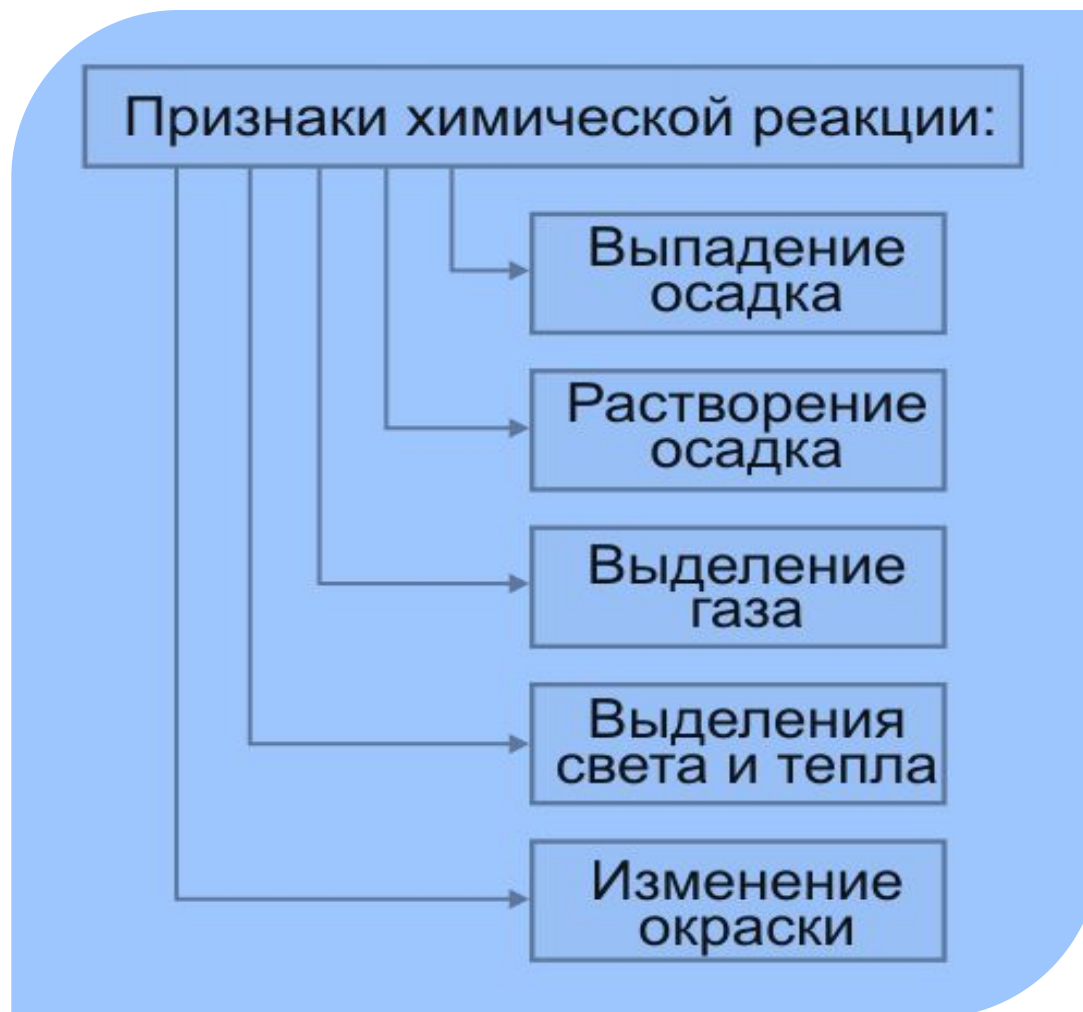 Признаки химической реакции:
Выпадение
осадка
Растворение
осадка
Выделение
газа
Выделения
света и тепла
Изменение
окраски